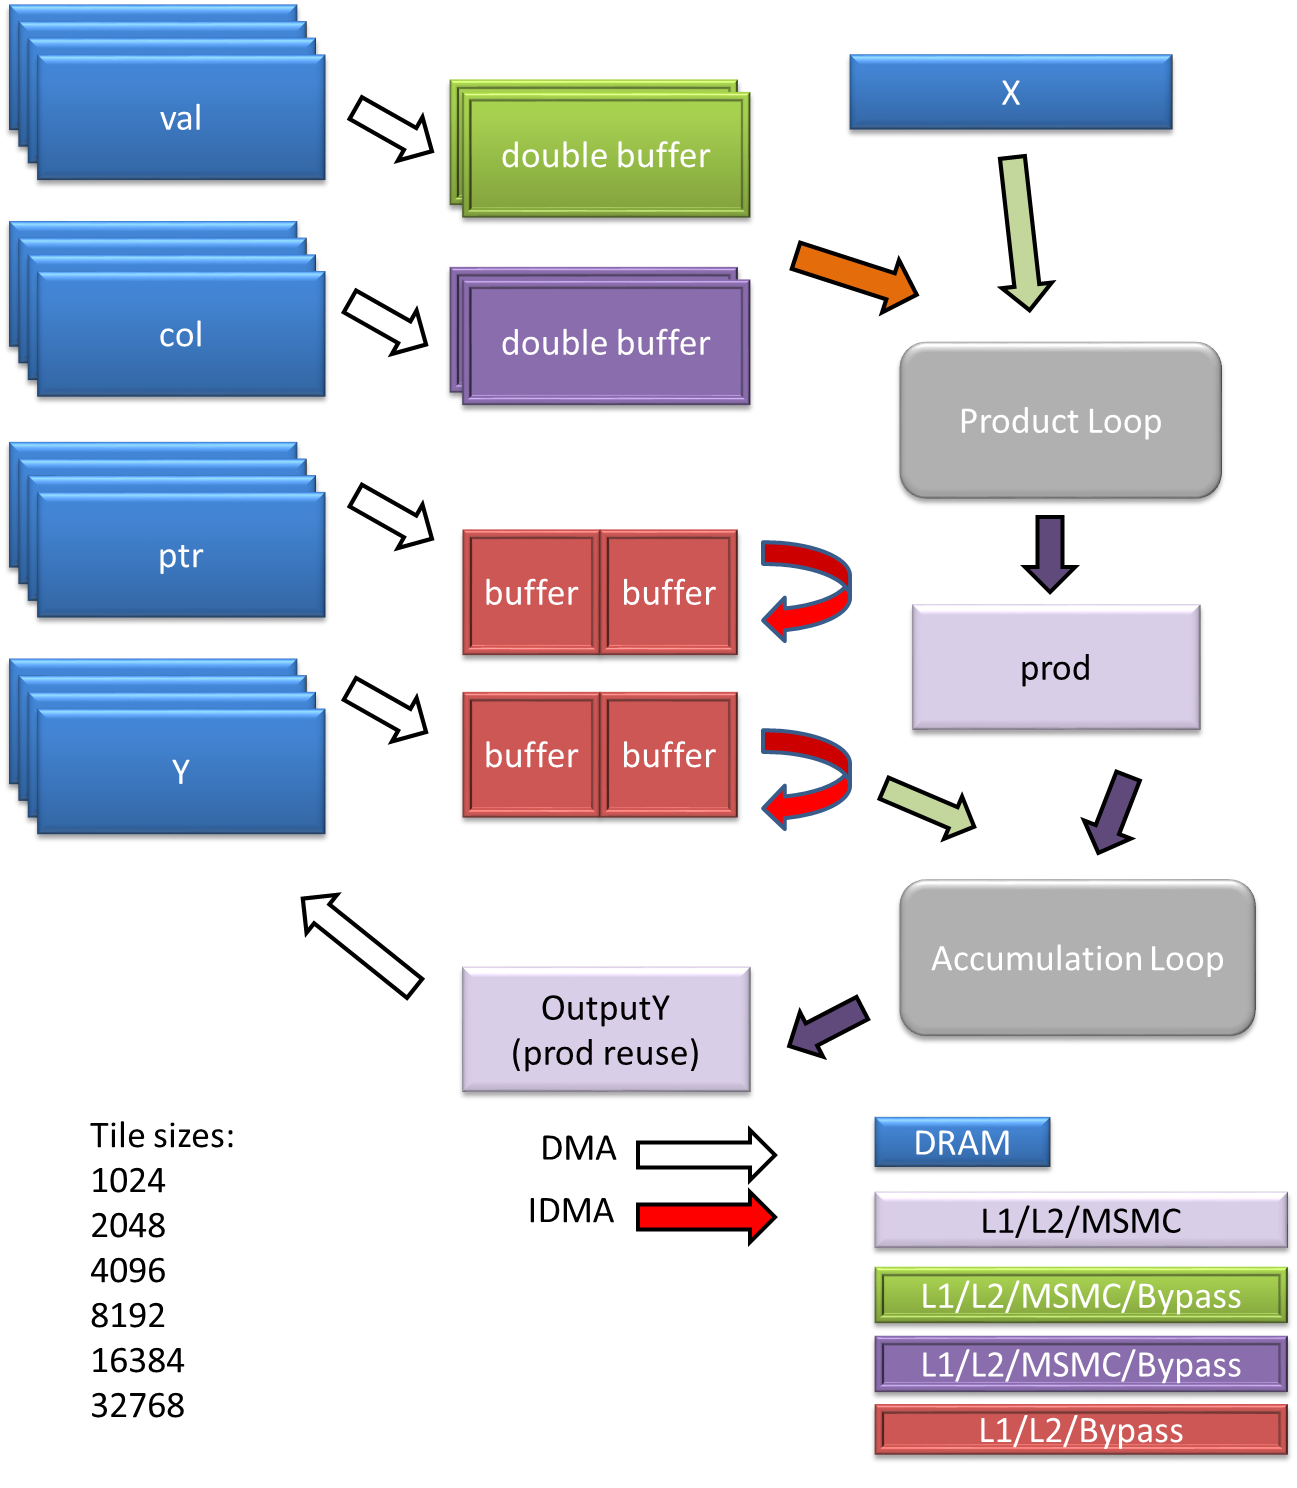 val
double buffer
X
col
double buffer
Product Loop
ptr
buffer buffer
prod
Y
buffer buffer
Accumulation Loop
OutputY
(prod reuse)
Tile sizes:
1024
2048
4096
8192
16384
32768
DMA
IDMA
DRAM
L1/L2/MSMC
L1/L2/MSMC/Bypass
L1/L2/MSMC/Bypass
L1/L2/Bypass